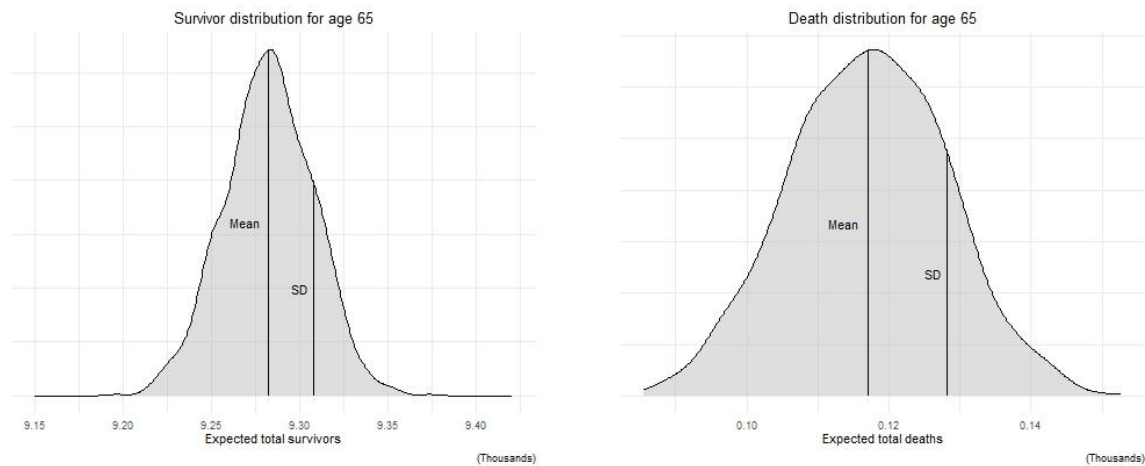 Survivor distribution for age 65
Mean
SD
9.15 9.20 9.25 9.30 9.35 9.40
Expected total survivors
(Thousands)
Death distribution for age 65
Mean
SD
0.10 0.12 0.14
Expected total deaths
(Thousands)